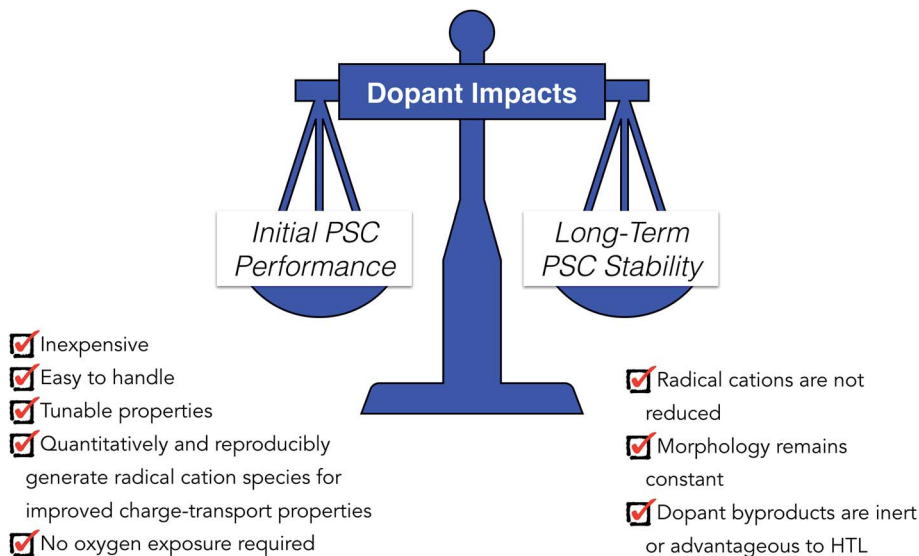 Dopant Impacts
Initial PSC
Performance
Long-Term
PSC Stability
Inexpensive
Easy to handle
Tunable properties
Quantitatively and reproducibly
generate radical cation species for
improved charge-transport properties
No oxygen exposure required
Radical cations are not
reduced
Morphology remains
constant
Dopant byproducts are inert
or advantageous to HTL